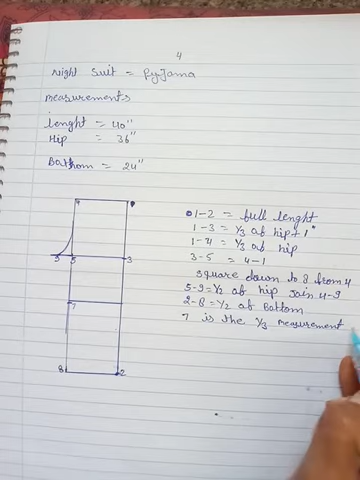 4
Night Suit = PyJama
measurements
Lenght = 40"
Hip = 36"
Bathom = 24"
1-2 = full lenght
1-3 = 1/3 of hip + 1"
1-4 = 1/3 of hip
3-5 = 4-1
square down to 8 from 4
5-9 = 1/2 of hip Join 4-9
2-8 = 1/2 of Bottom
7 is the 1/3 measurement
4
9 5 3
7
8 2